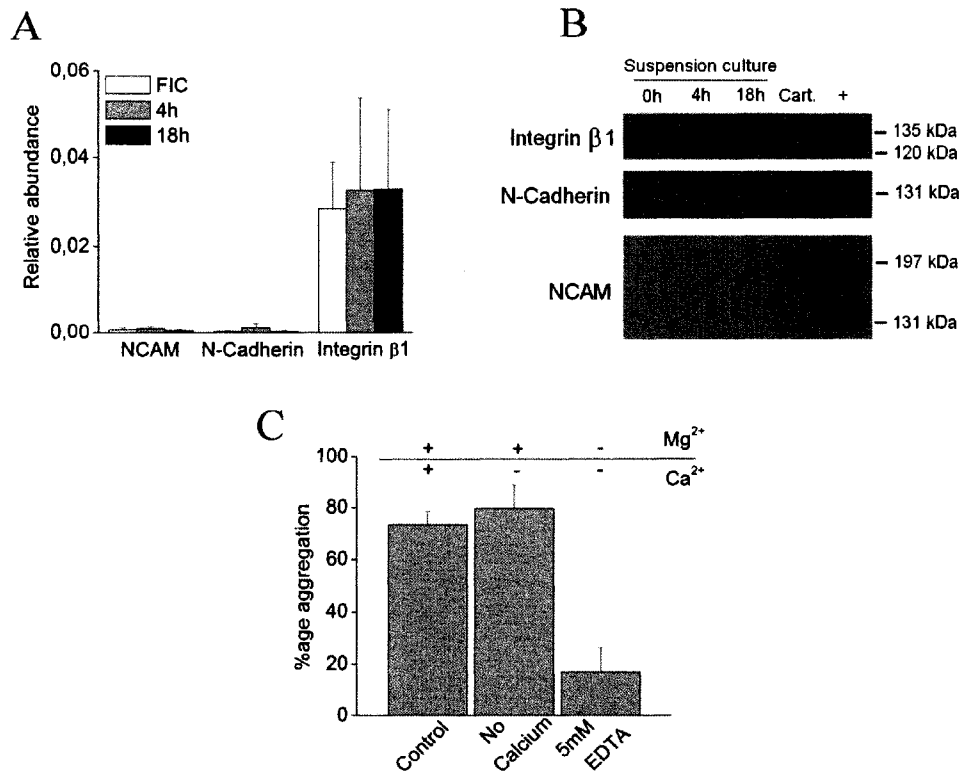 A
0,06
FIC
4h
18h
0,04
0,02
0,00
Relative abundance
NCAM N-Cadherin Integrin β1
B
Suspension culture
0h 4h 18h Cart. +
Integrin β1
135 kDa
120 kDa
N-Cadherin
131 kDa
NCAM
197 kDa
131 kDa
C
+ + - Mg2+
+ - - Ca2+
100
80
60
40
20
0
%age aggregation
Control
No Calcium
5mM EDTA